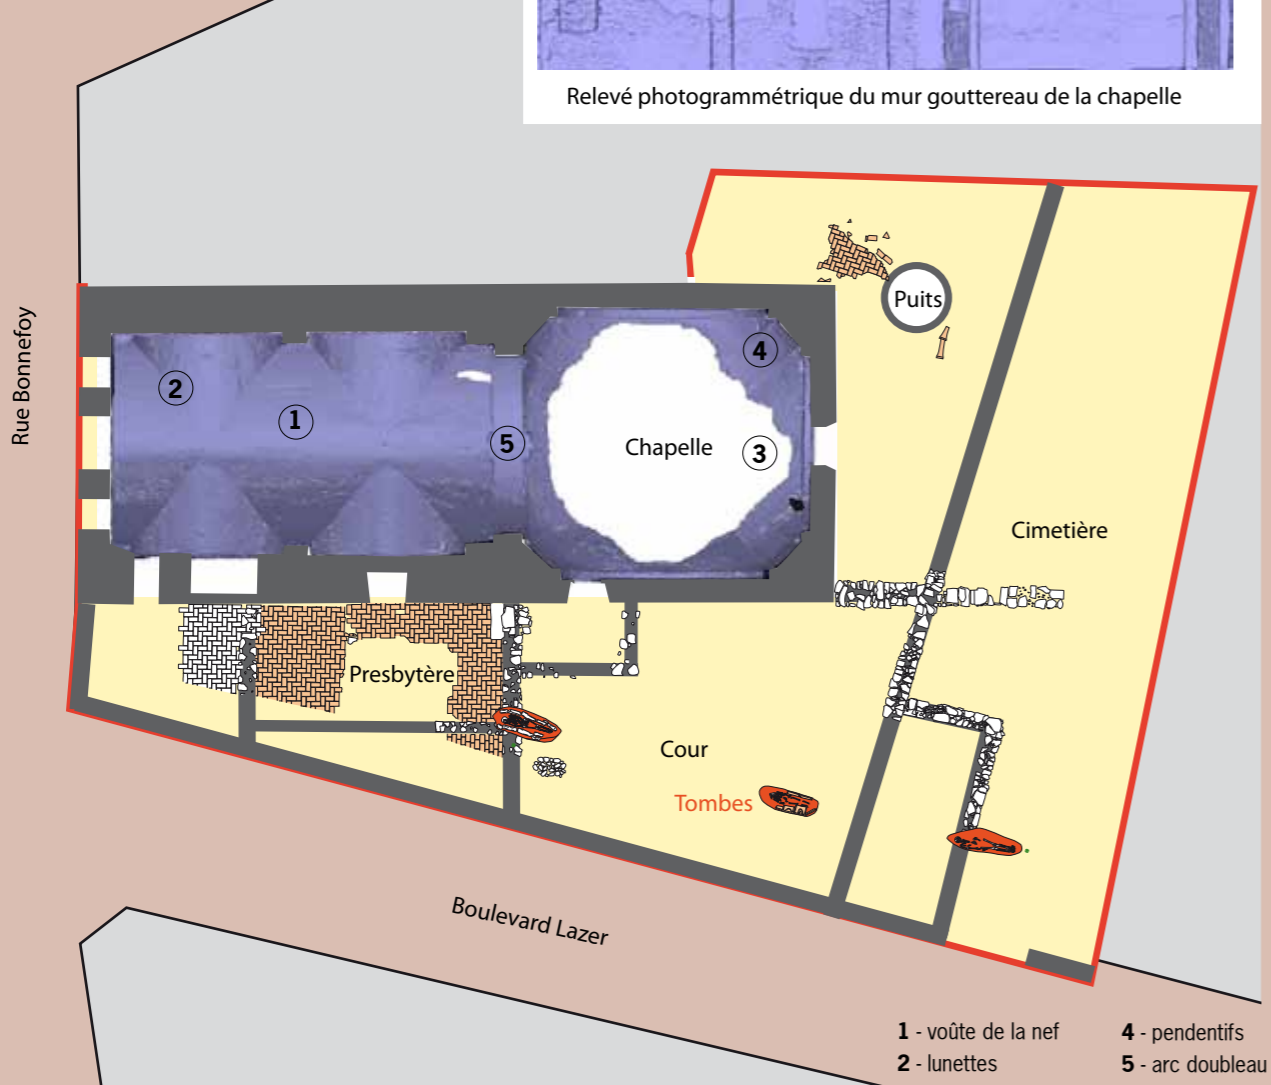 Relevé photogrammétrique du mur gouttereau de la chapelle
Rue Bonnefoy
Puits
4
2
1
5
Chapelle
3
Cimetière
Presbytère
Cour
Tombes
Boulevard Lazer
1 - voûte de la nef
2 - lunettes
4 - pendentifs
5 - arc doubleau